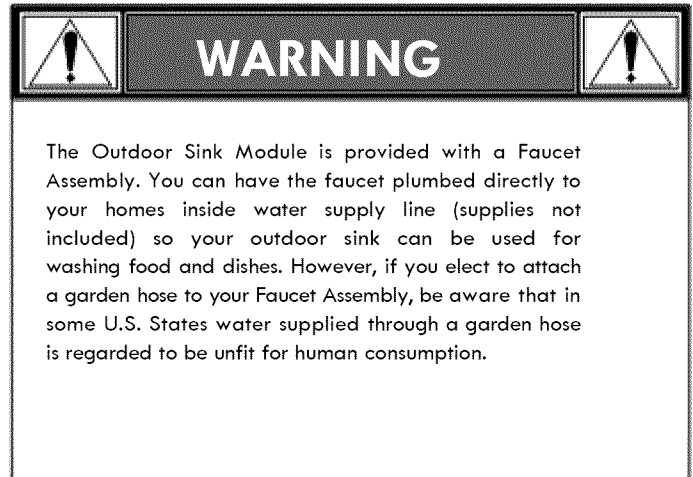 WARNING
The Outdoor Sink Module is provided with a Faucet
Assembly. You can have the faucet plumbed directly to
your homes inside water supply line (supplies not
included) so your outdoor sink can be used for
washing food and dishes. However, if you elect to attach
a garden hose to your Faucet Assembly, be aware that in
some U.S. States water supplied through a garden hose
is regarded to be unfit for human consumption.